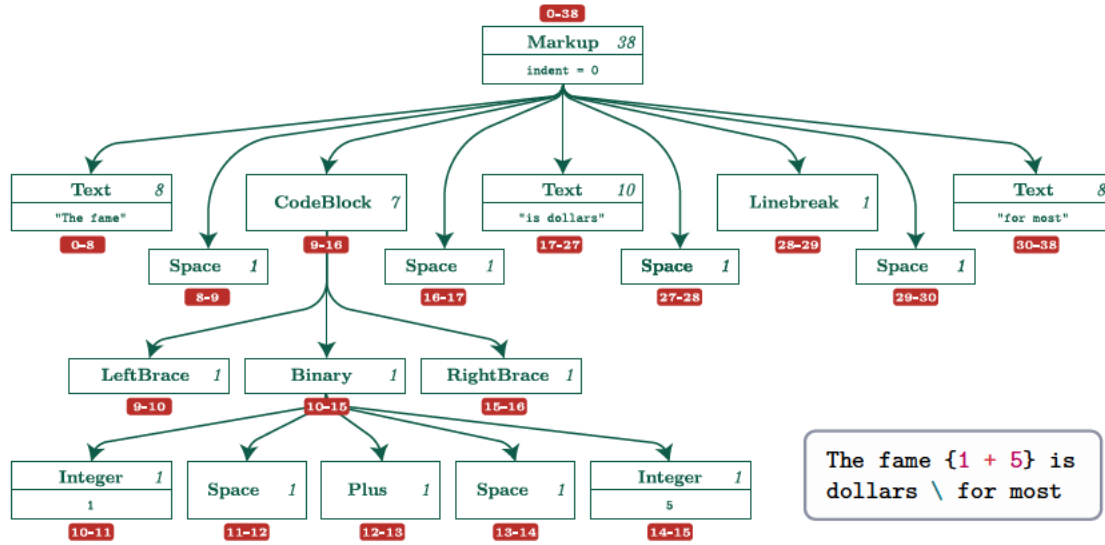 0–38
Markup 38
indent = 0
Text 8
"The fame"
0–8
Space 1
8–9
CodeBlock 7
9–16
Space 1
16–17
Text 10
"is dollars"
17–27
Space 1
27–28
Linebreak 1
28–29
Space 1
29–30
Text 8
"for most"
30–38
LeftBrace 1
9–10
Binary 1
10–15
RightBrace 1
15–16
Integer 1
1
10–11
Space 1
11–12
Plus 1
12–13
Space 1
13–14
Integer 1
5
14–15
The fame {1 + 5} is
dollars \ for most